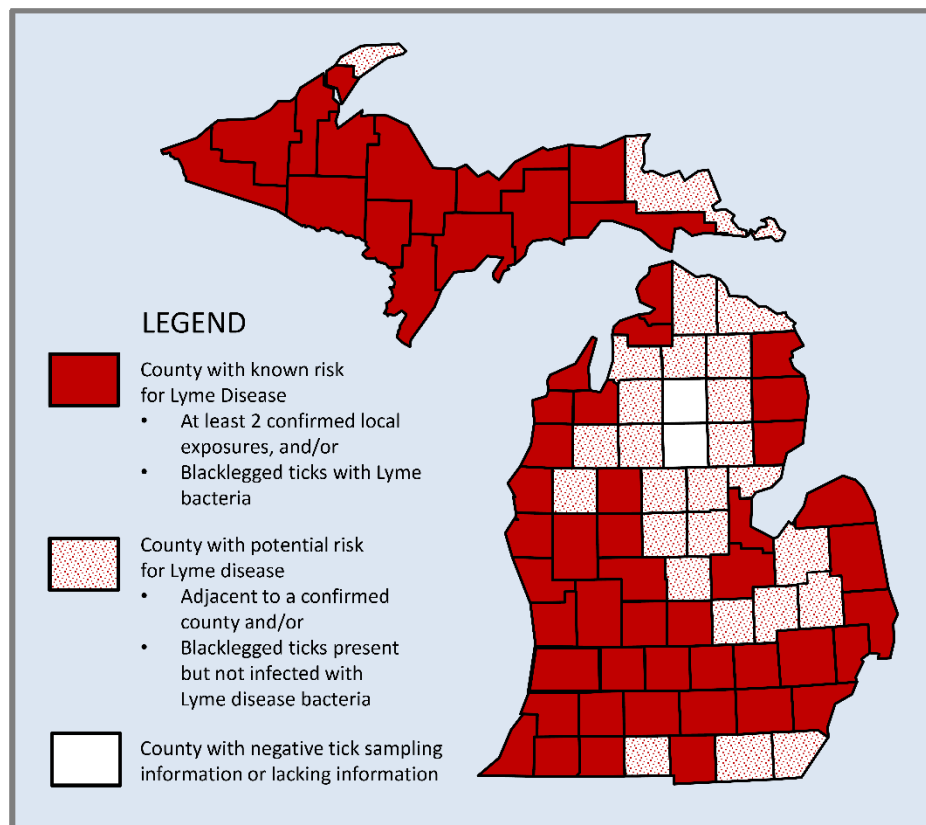 LEGEND
County with known risk
for Lyme Disease
• At least 2 confirmed local
exposures, and/or
• Blacklegged ticks with Lyme
bacteria
County with potential risk
for Lyme disease
• Adjacent to a confirmed
county and/or
• Blacklegged ticks present
but not infected with
Lyme disease bacteria
County with negative tick sampling
information or lacking information